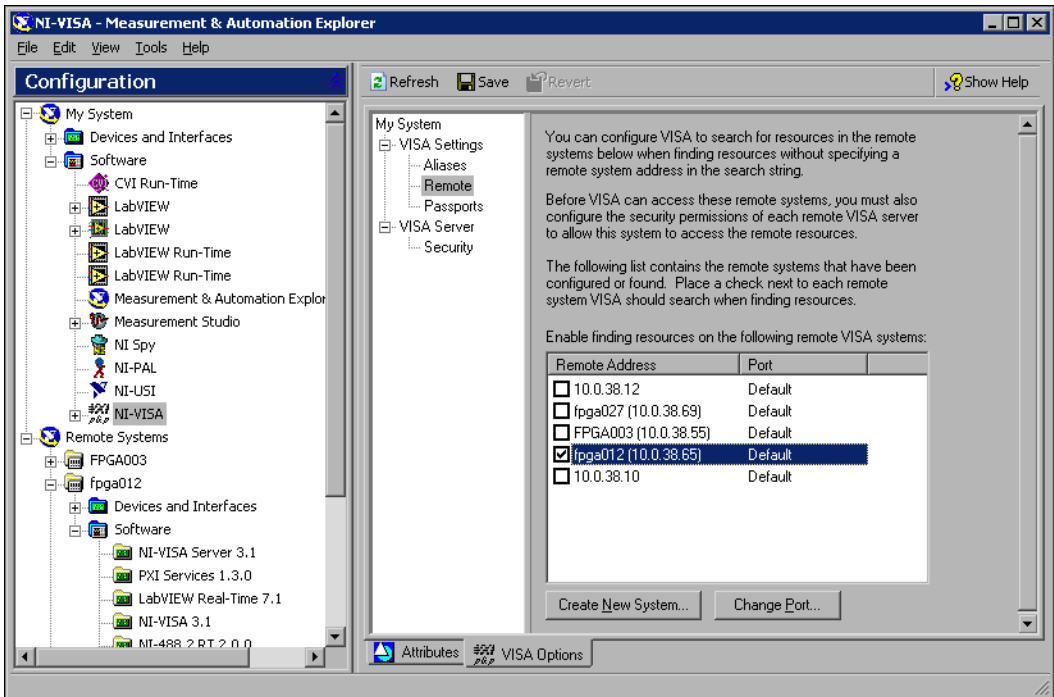 NI-VISA - Measurement & Automation Explorer
File Edit View Tools Help
Configuration
Refresh Save Revert Show Help
My System
Devices and Interfaces
Software
CVI Run-Time
LabVIEW
LabVIEW
LabVIEW Run-Time
LabVIEW Run-Time
Measurement & Automation Explor
Measurement Studio
NI Spy
NI-PAL
NI-USI
NI-VISA
Remote Systems
FPGA003
fpga012
Devices and Interfaces
Software
NI-VISA Server 3.1
PXI Services 1.3.0
LabVIEW Real-Time 7.1
NI-VISA 3.1
NI-488.2 RT 2.0.0
My System
VISA Settings
Aliases
Remote
Passports
VISA Server
Security
You can configure VISA to search for resources in the remote
systems below when finding resources without specifying a
remote system address in the search string.
Before VISA can access these remote systems, you must also
configure the security permissions of each remote VISA server
to allow this system to access the remote resources.
The following list contains the remote systems that have been
configured or found. Place a check next to each remote
system VISA should search when finding resources.
Enable finding resources on the following remote VISA systems:
Remote Address Port
10.0.38.12 Default
fpga027 (10.0.38.69) Default
FPGA003 (10.0.38.55) Default
fpga012 (10.0.38.65) Default
10.0.38.10 Default
Create New System... Change Port...
Attributes VISA Options